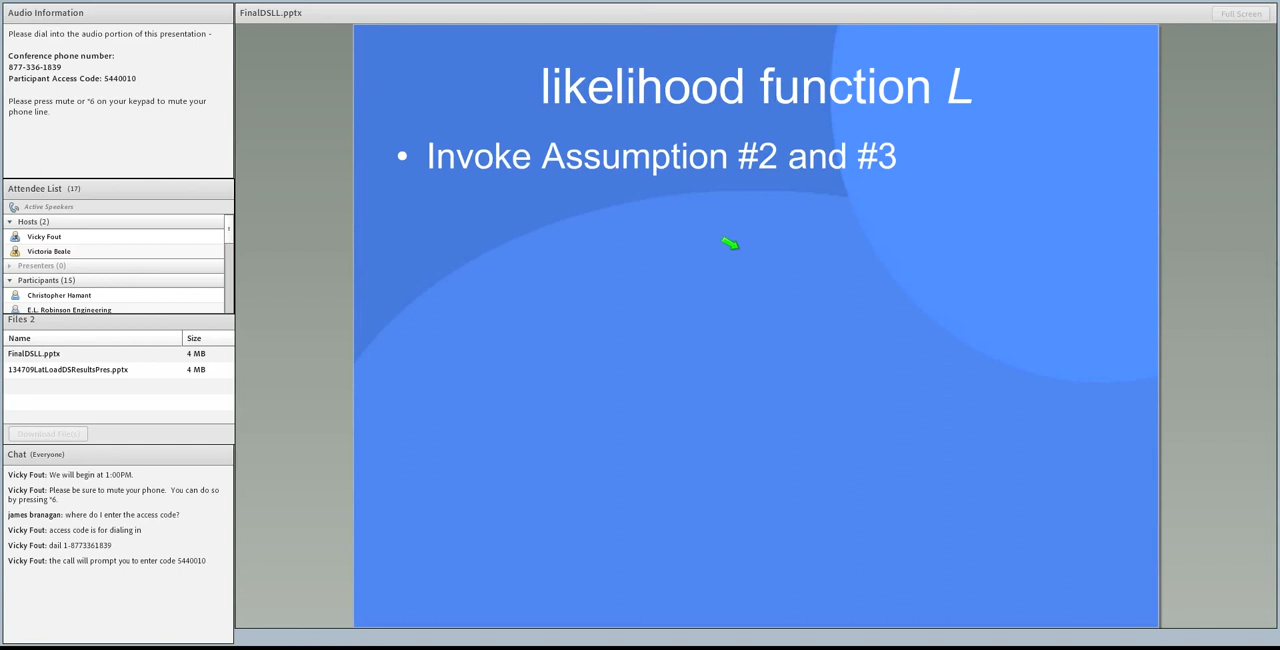 Audio Information
Please dial into the audio portion of this presentation -
Conference phone number:
877-336-1839
Participant Access Code: 5440010
Please press mute or *6 on your keypad to mute your
phone line.
Attendee List (17)
Active Speakers
Hosts (2)
Vicky Fout
Victoria Beale
Presenters (0)
Participants (15)
Christopher Hamant
E.L. Robinson Engineering
Files 2
Name Size
FinalDSLL.pptx 4 MB
134709LatLoadDSResultsPres.pptx 4 MB
Download File(s)
Chat (Everyone)
Vicky Fout: We will begin at 1:00PM.
Vicky Fout: Please be sure to mute your phone. You can do so
by pressing *6.
james branagan: where do I enter the access code?
Vicky Fout: access code is for dialing in
Vicky Fout: dail 1-8773361839
Vicky Fout: the call will prompt you to enter code 5440010
FinalDSLL.pptx
Full Screen
likelihood function L
• Invoke Assumption #2 and #3